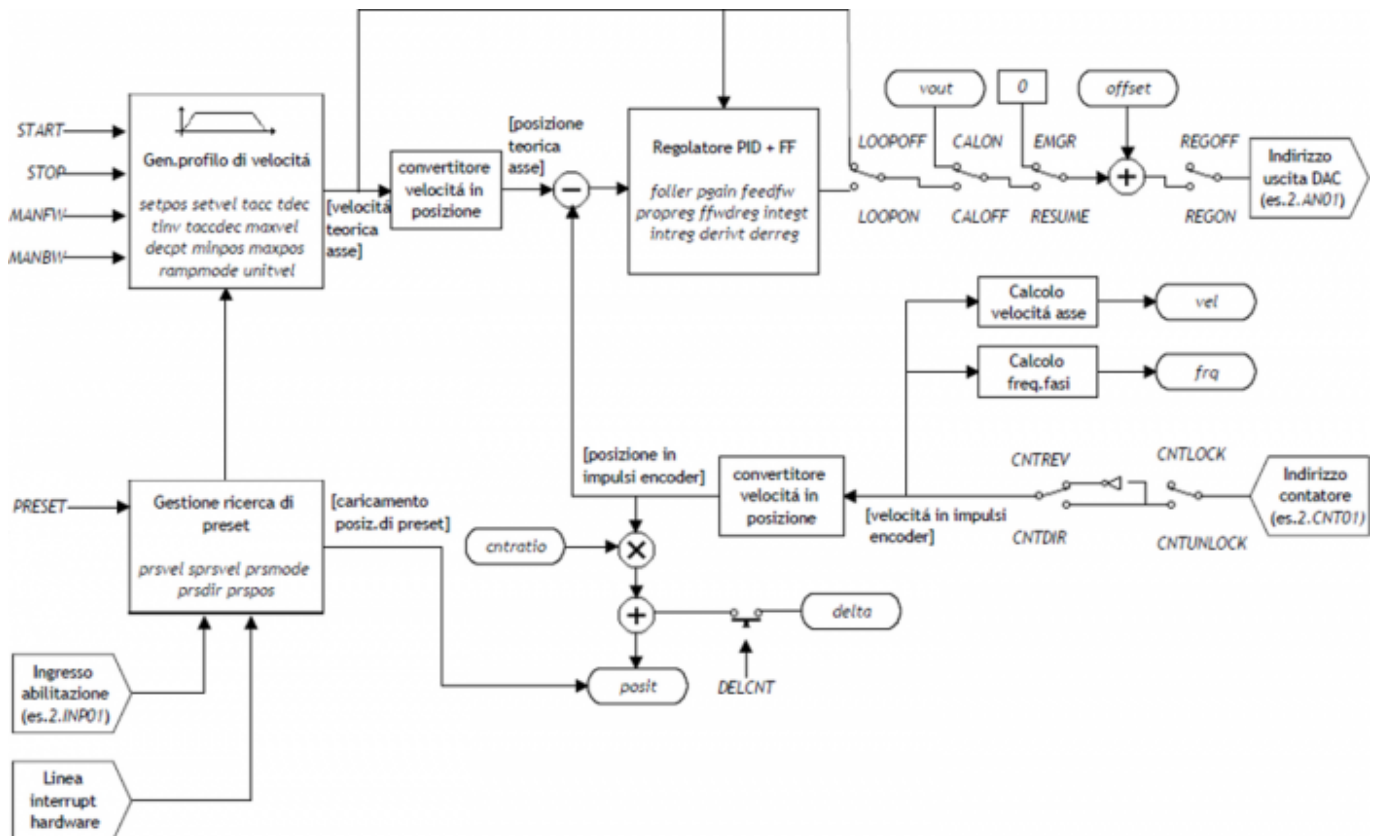 START
STOP
MANFW
MANBW
Gen.profilo di velocitá
setpos setvel tacc tdec
tinv taccdec maxvel
decpt minpos maxpos
rampmode unitvel
[velocitá
teorica
asse]
convertitore
velocitá in
posizione
[posizione
teorica
asse]
Regolatore PID + FF
foller pgain feedfw
propreg ffwdreg integt
intreg derivt derreg
vout
0
offset
LOOPOFF
CALON
EMGR
REGOFF
LOOPON
CALOFF
RESUME
REGON
Indirizzo
uscita DAC
(es.2.AN01)
Calcolo
velocitá asse
vel
Calcolo
freq.fasi
frq
PRESET
Gestione ricerca di
preset
prsvel sprsvel prsmode
prsdir prspos
[caricamento
posiz.di preset]
[posizione in
impulsi encoder]
convertitore
velocitá in
posizione
[velocitá in impulsi
encoder]
CNTREV
CNTDIR
CNTLOCK
CNTUNLOCK
Indirizzo
contatore
(es.2.CNT01)
cntratio
delta
DELCNT
posit
Ingresso
abilitazione
(es.2.INP01)
Linea
interrupt
hardware